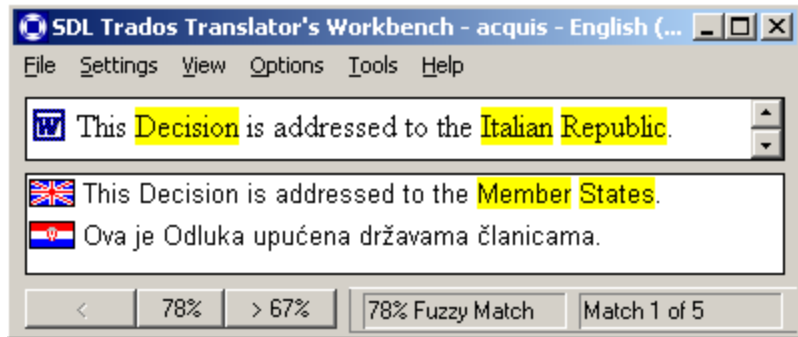 SDL Trados Translator's Workbench - acquis - English (...
File Settings View Options Tools Help
This Decision is addressed to the Italian Republic.
This Decision is addressed to the Member States.
Ova je Odluka upućena državama članicama.
< 78% > 67% 78% Fuzzy Match Match 1 of 5